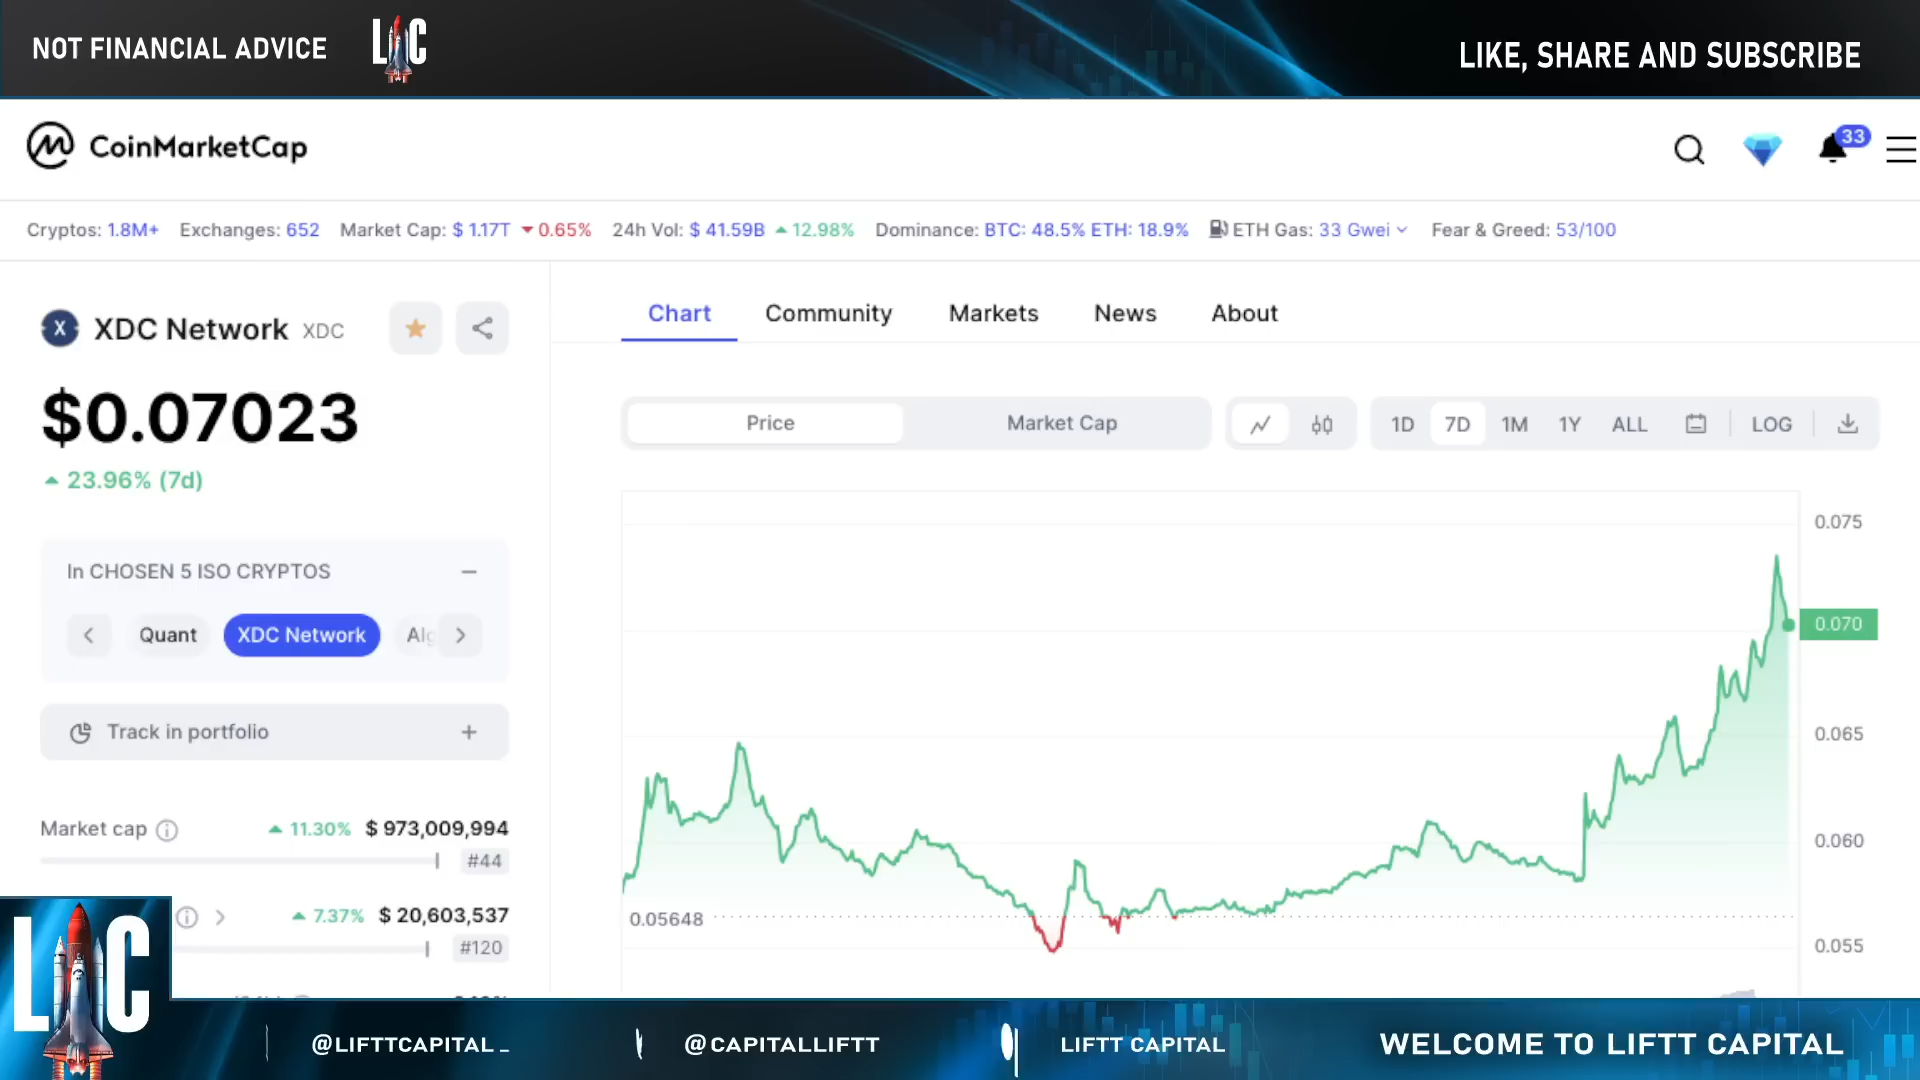 NOT FINANCIAL ADVICE
LC
LIKE, SHARE AND SUBSCRIBE
CoinMarketCap
33
Cryptos: 1.8M+ Exchanges: 652 Market Cap: $ 1.17T 0.65% 24h Vol: $ 41.59B 12.98% Dominance: BTC: 48.5% ETH: 18.9% ETH Gas: 33 Gwei Fear & Greed: 53/100
X XDC Network XDC
$0.07023
23.96% (7d)
In CHOSEN 5 ISO CRYPTOS
Quant XDC Network Alg
Track in portfolio
Market cap 11.30% $ 973,009,994
#44
7.37% $ 20,603,537
#120
Chart Community Markets News About
Price Market Cap 1D 7D 1M 1Y ALL LOG
0.075
0.070
0.065
0.060
0.05648
0.055
LC
@LIFTTCAPITAL_ @CAPITALLIFTT LIFTT CAPITAL WELCOME TO LIFTT CAPITAL